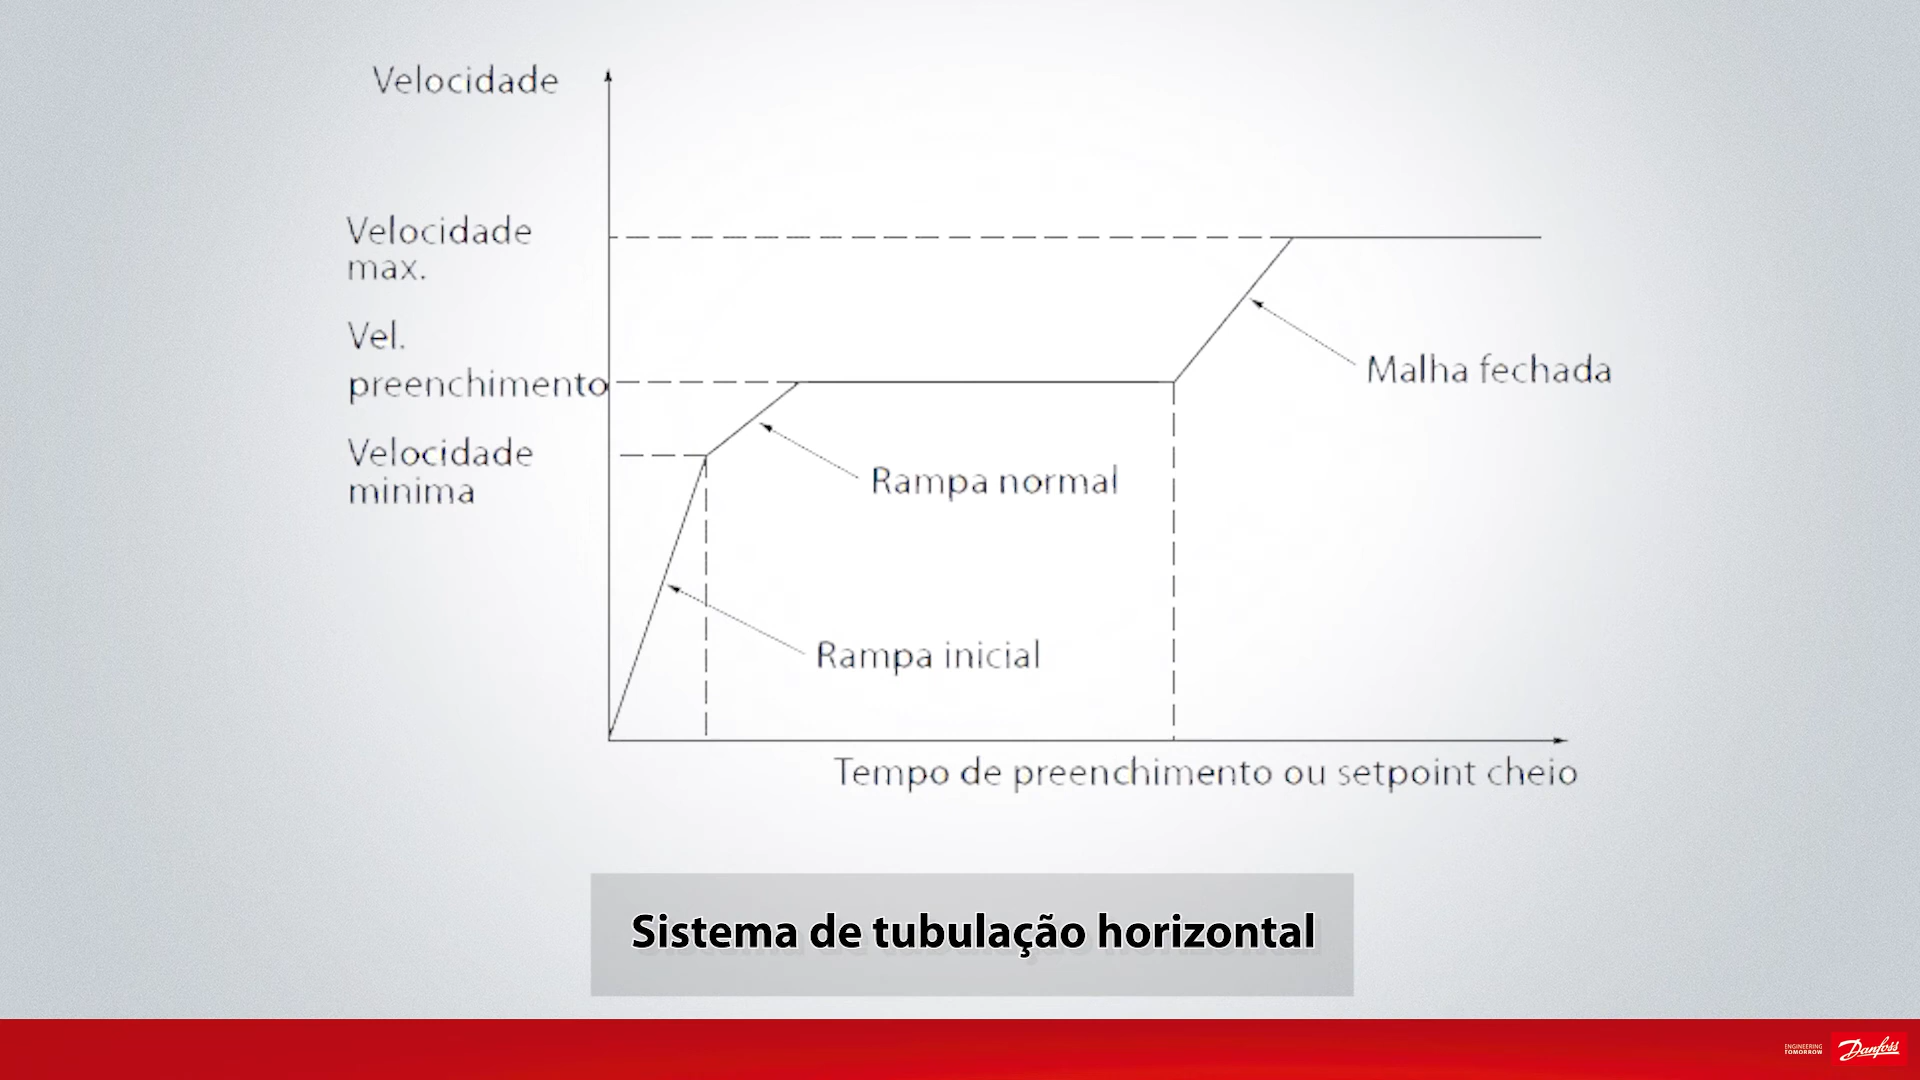 Velocidade
Velocidade
max.
Vel.
preenchimento
Velocidade
minima
Malha fechada
Rampa normal
Rampa inicial
Tempo de preenchimento ou setpoint cheio
Sistema de tubulação horizontal
ENGINEERING
TOMORROW
Danfoss